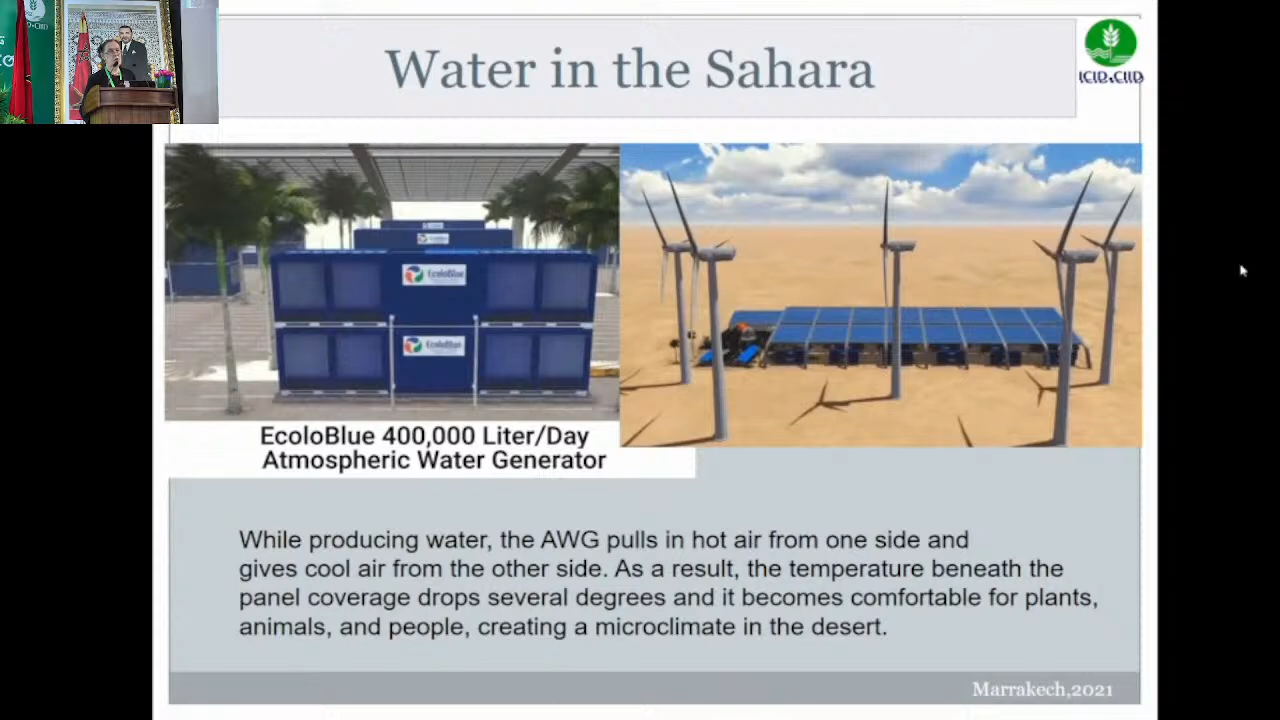 Water in the Sahara
ICID•CIID
EcoloBlue
EcoloBlue
EcoloBlue 400,000 Liter/Day
Atmospheric Water Generator
While producing water, the AWG pulls in hot air from one side and
gives cool air from the other side. As a result, the temperature beneath the
panel coverage drops several degrees and it becomes comfortable for plants,
animals, and people, creating a microclimate in the desert.
Marrakech,2021